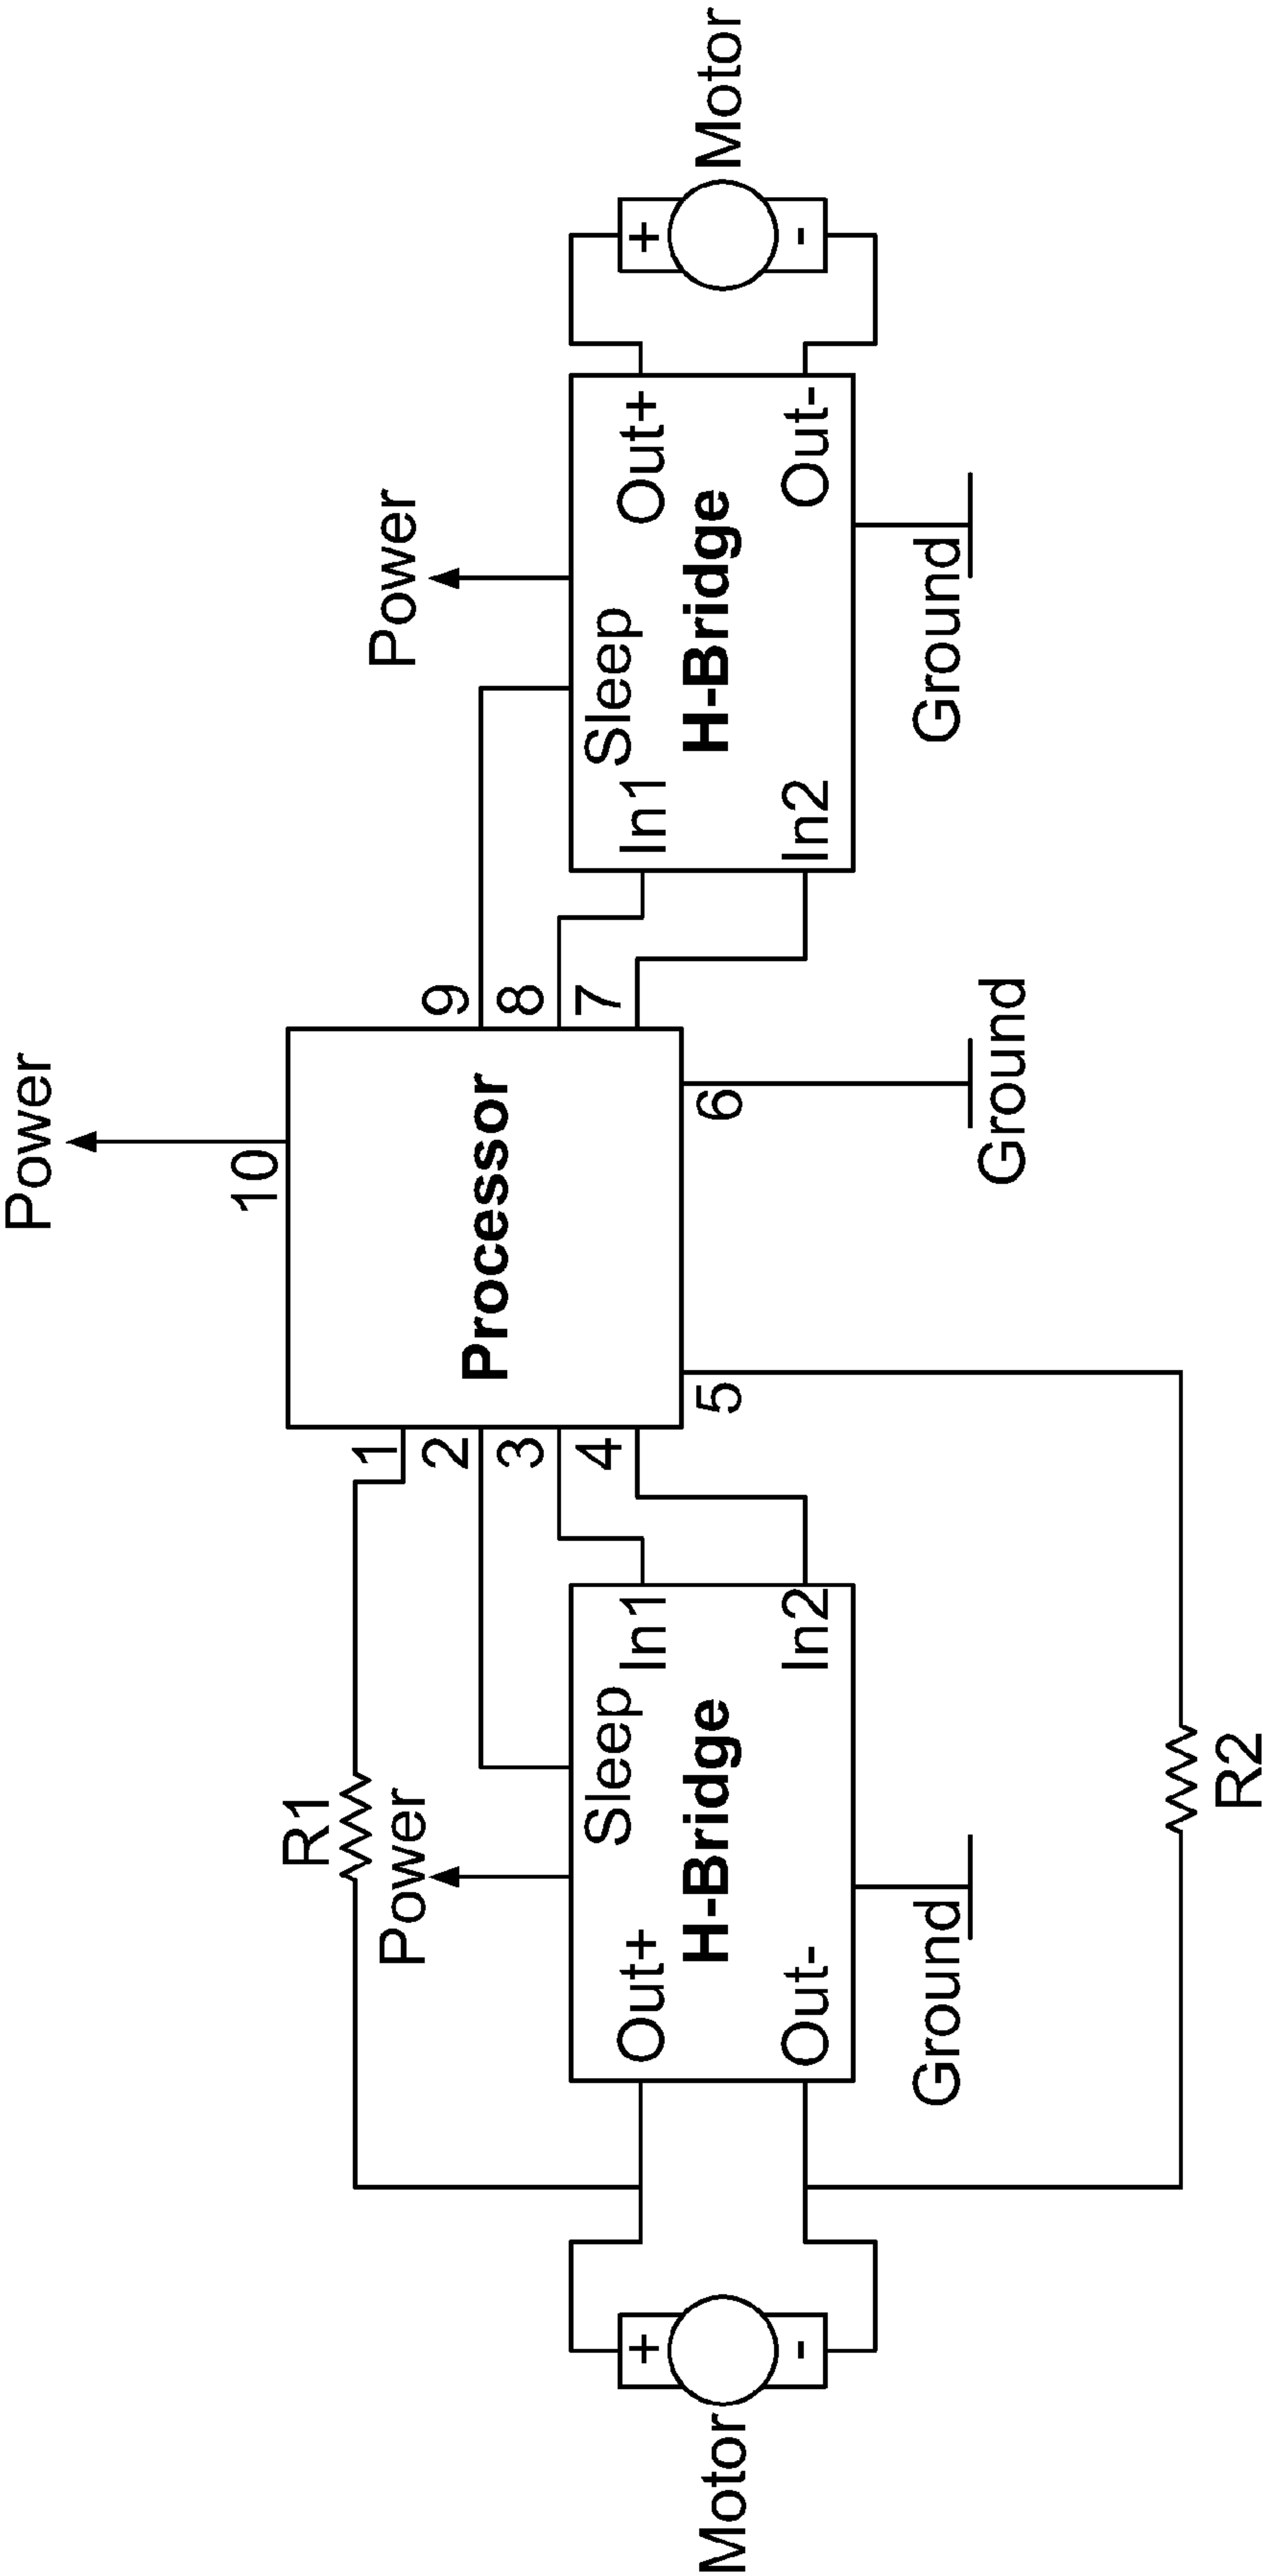 Power
10
Processor
1
2
3
4
5
6
7
8
9
R1
Power
Sleep
Out+
In1
H-Bridge
Out-
In2
Motor
+
-
Ground
R2
Ground
Power
Sleep
In1
Out+
H-Bridge
In2
Out-
+
-
Motor
Ground